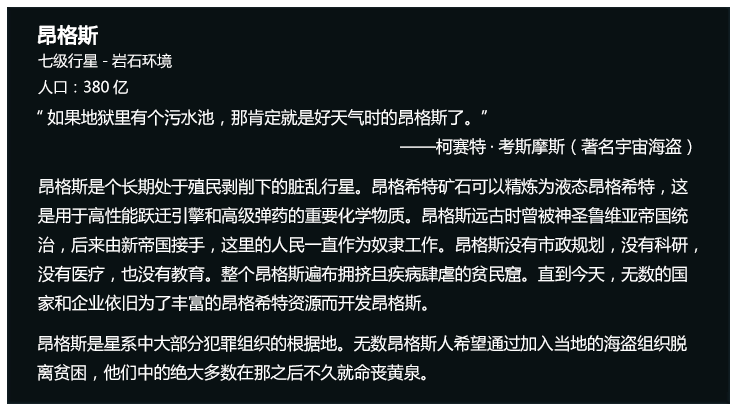 昂格斯
七级行星 - 岩石环境
人口：380 亿
“ 如果地狱里有个污水池，那肯定就是好天气时的昂格斯了。”
——柯赛特 · 考斯摩斯（著名宇宙海盗）
昂格斯是个长期处于殖民剥削下的脏乱行星。昂格希特矿石可以精炼为液态昂格希特，这
是用于高性能跃迁引擎和高级弹药的重要化学物质。昂格斯远古时曾被神圣鲁维亚帝国统
治，后来由新帝国接手，这里的人民一直作为奴隶工作。昂格斯没有市政规划，没有科研，
没有医疗，也没有教育。整个昂格斯遍布拥挤且疾病肆虐的贫民窟。直到今天，无数的国
家和企业依旧为了丰富的昂格希特资源而开发昂格斯。
昂格斯是星系中大部分犯罪组织的根据地。无数昂格斯人希望通过加入当地的海盗组织脱
离贫困，他们中的绝大多数在那之后不久就命丧黄泉。